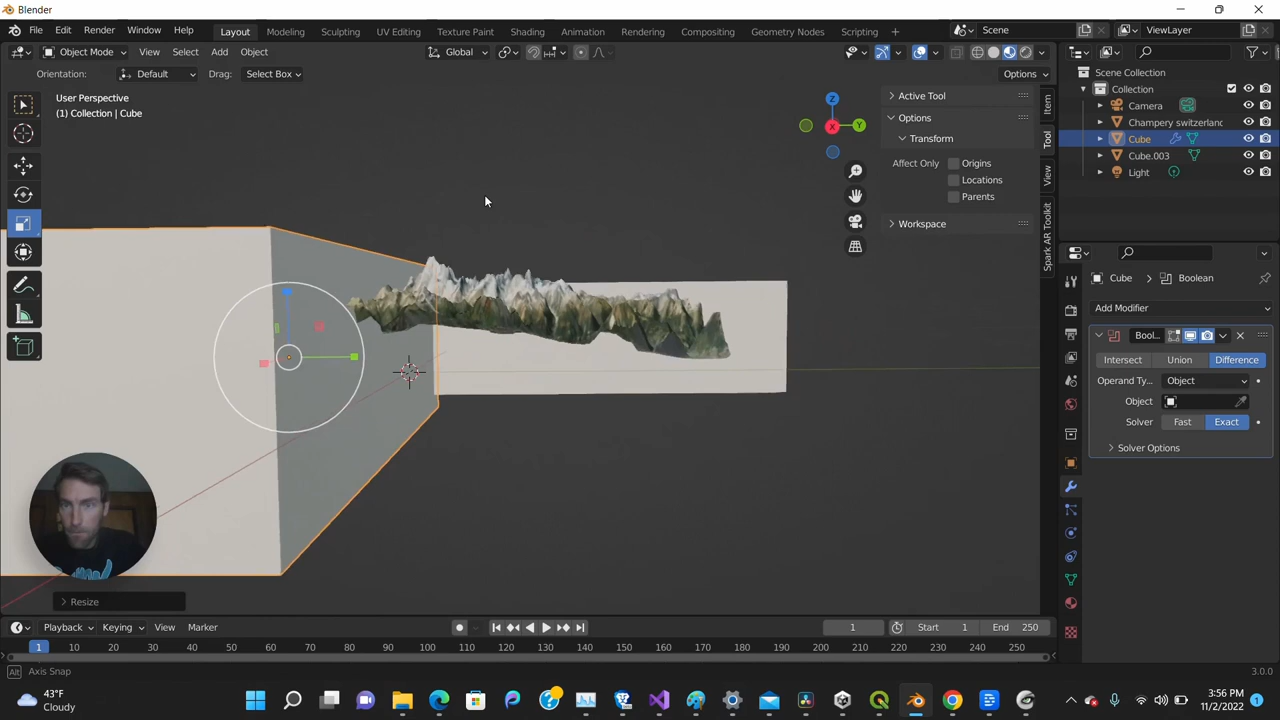 Blender
File Edit Render Window Help Layout Modeling Sculpting UV Editing Texture Paint Shading Animation Rendering Compositing Geometry Nodes Scripting + Scene ViewLayer
Object Mode View Select Add Object Global
Orientation: Default Drag: Select Box Options
User Perspective
(1) Collection | Cube
Z
Y
X
Active Tool
Options
Transform
Affect Only Origins
Locations
Parents
Workspace
Item
Tool
View
Spark AR Toolkit
Scene Collection
Collection
Camera
Champery switzerland
Cube
Cube.003
Light
Cube > Boolean
Add Modifier
Bool...
Intersect Union Difference
Operand Ty... Object
Object
Solver Fast Exact
Solver Options
Resize
Playback Keying View Marker 1 Start 1 End 250
1 10 20 30 40 50 60 70 80 90 100 110 120 130 140 150 160 170 180 190 200 210 220 230 240 250
Alt Axis Snap 3.0.0
43°F
Cloudy
3:56 PM
11/2/2022
1